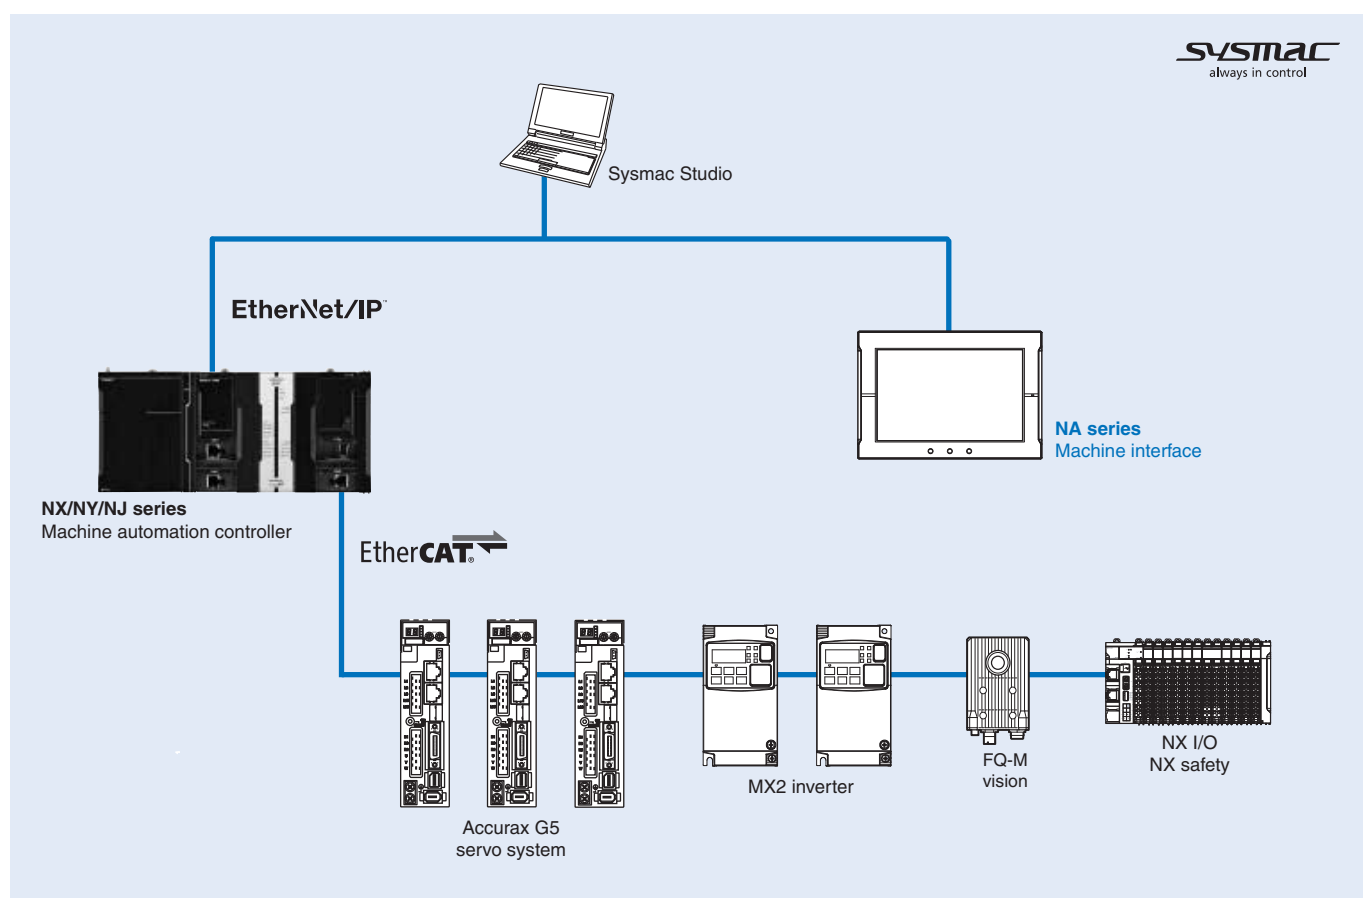 sysmac
always in control
Sysmac Studio
EtherNet/IP™
NA series
Machine interface
NX/NY/NJ series
Machine automation controller
EtherCAT®
NX I/O
NX safety
FQ-M
vision
MX2 inverter
Accurax G5
servo system